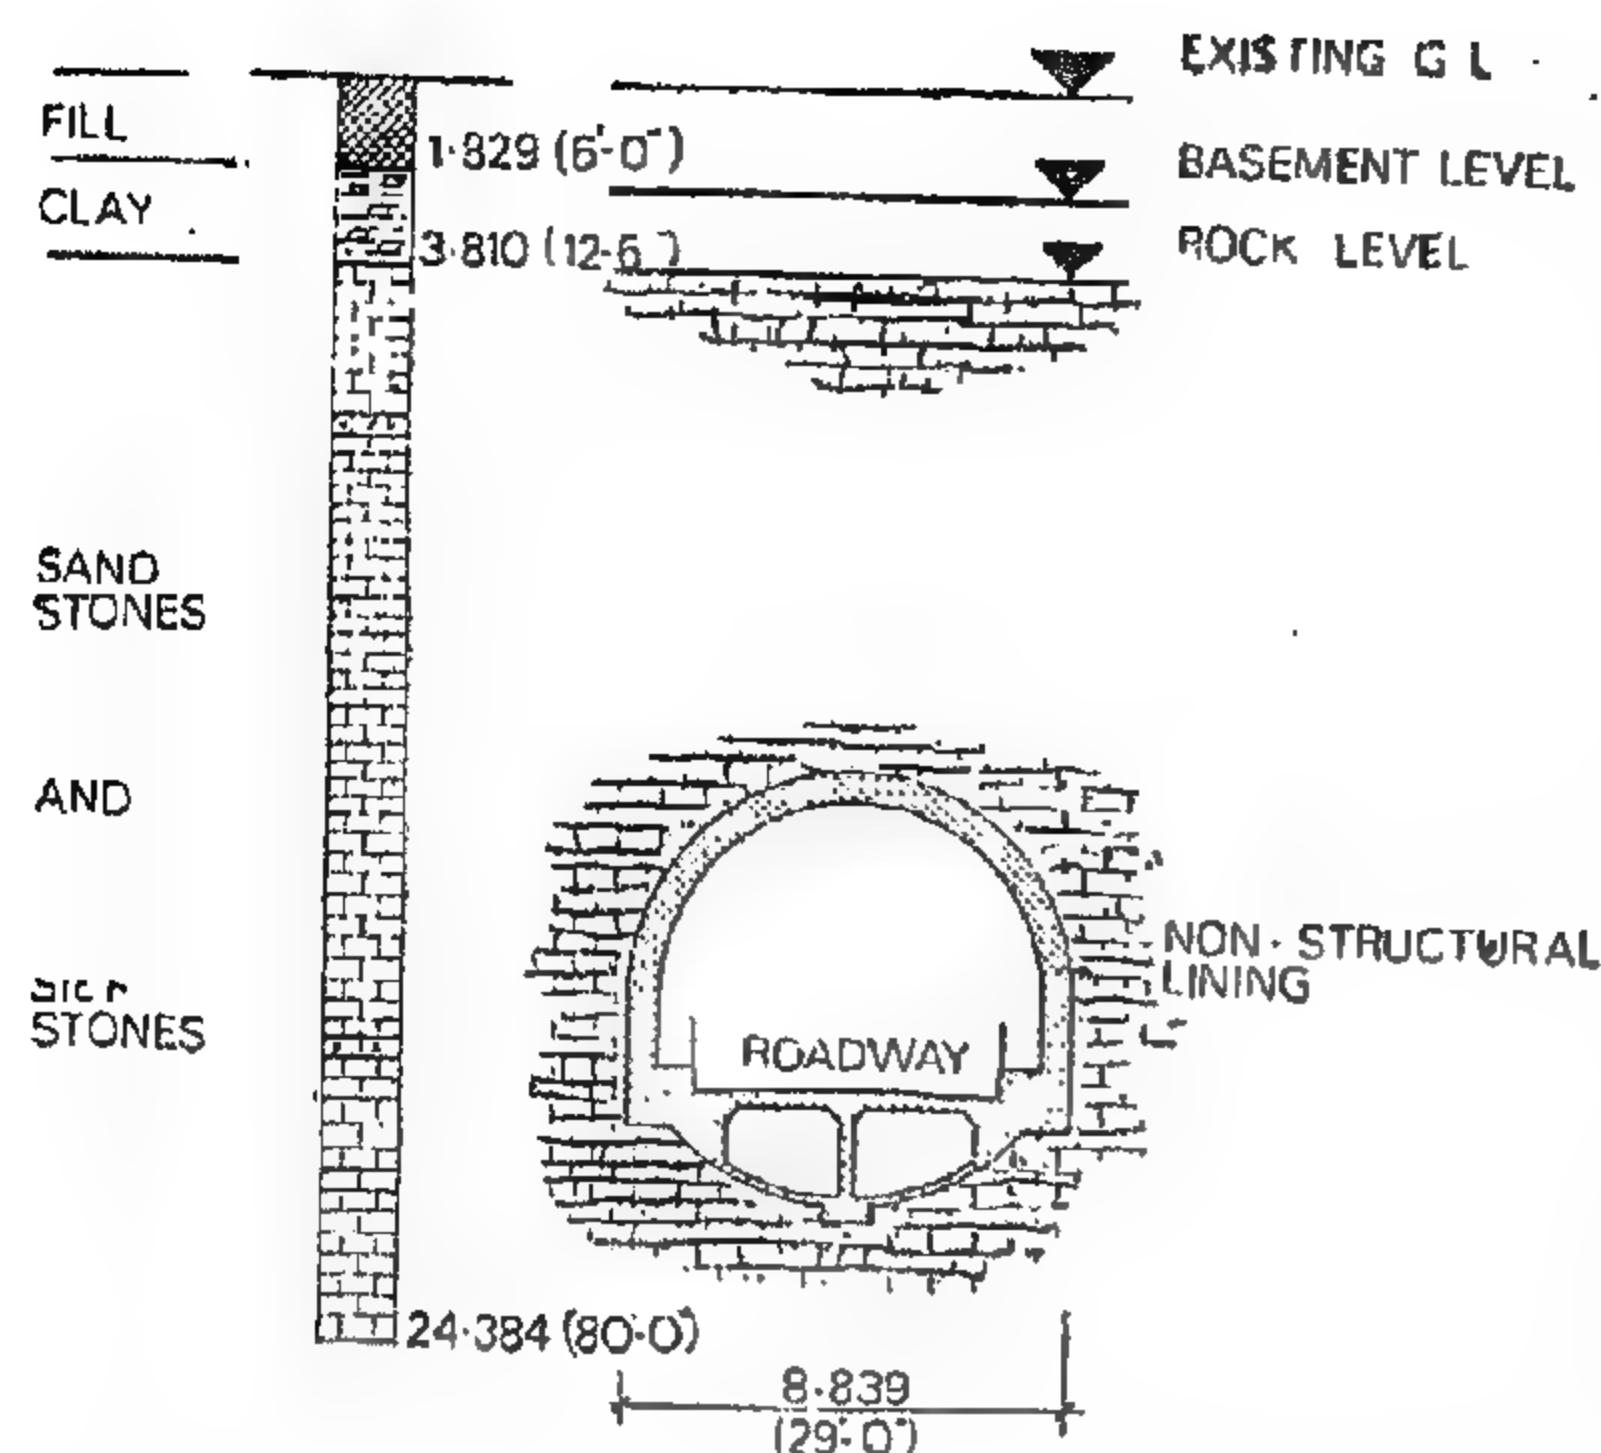 EXISTING G L
FILL
1·829 (6'-0")
BASEMENT LEVEL
CLAY
3·810 (12-6")
ROCK LEVEL
SAND
STONES
AND
NON-STRUCTURAL
LINING
STONES
ROADWAY
24·384 (80'-0")
8·839
(29'-0")